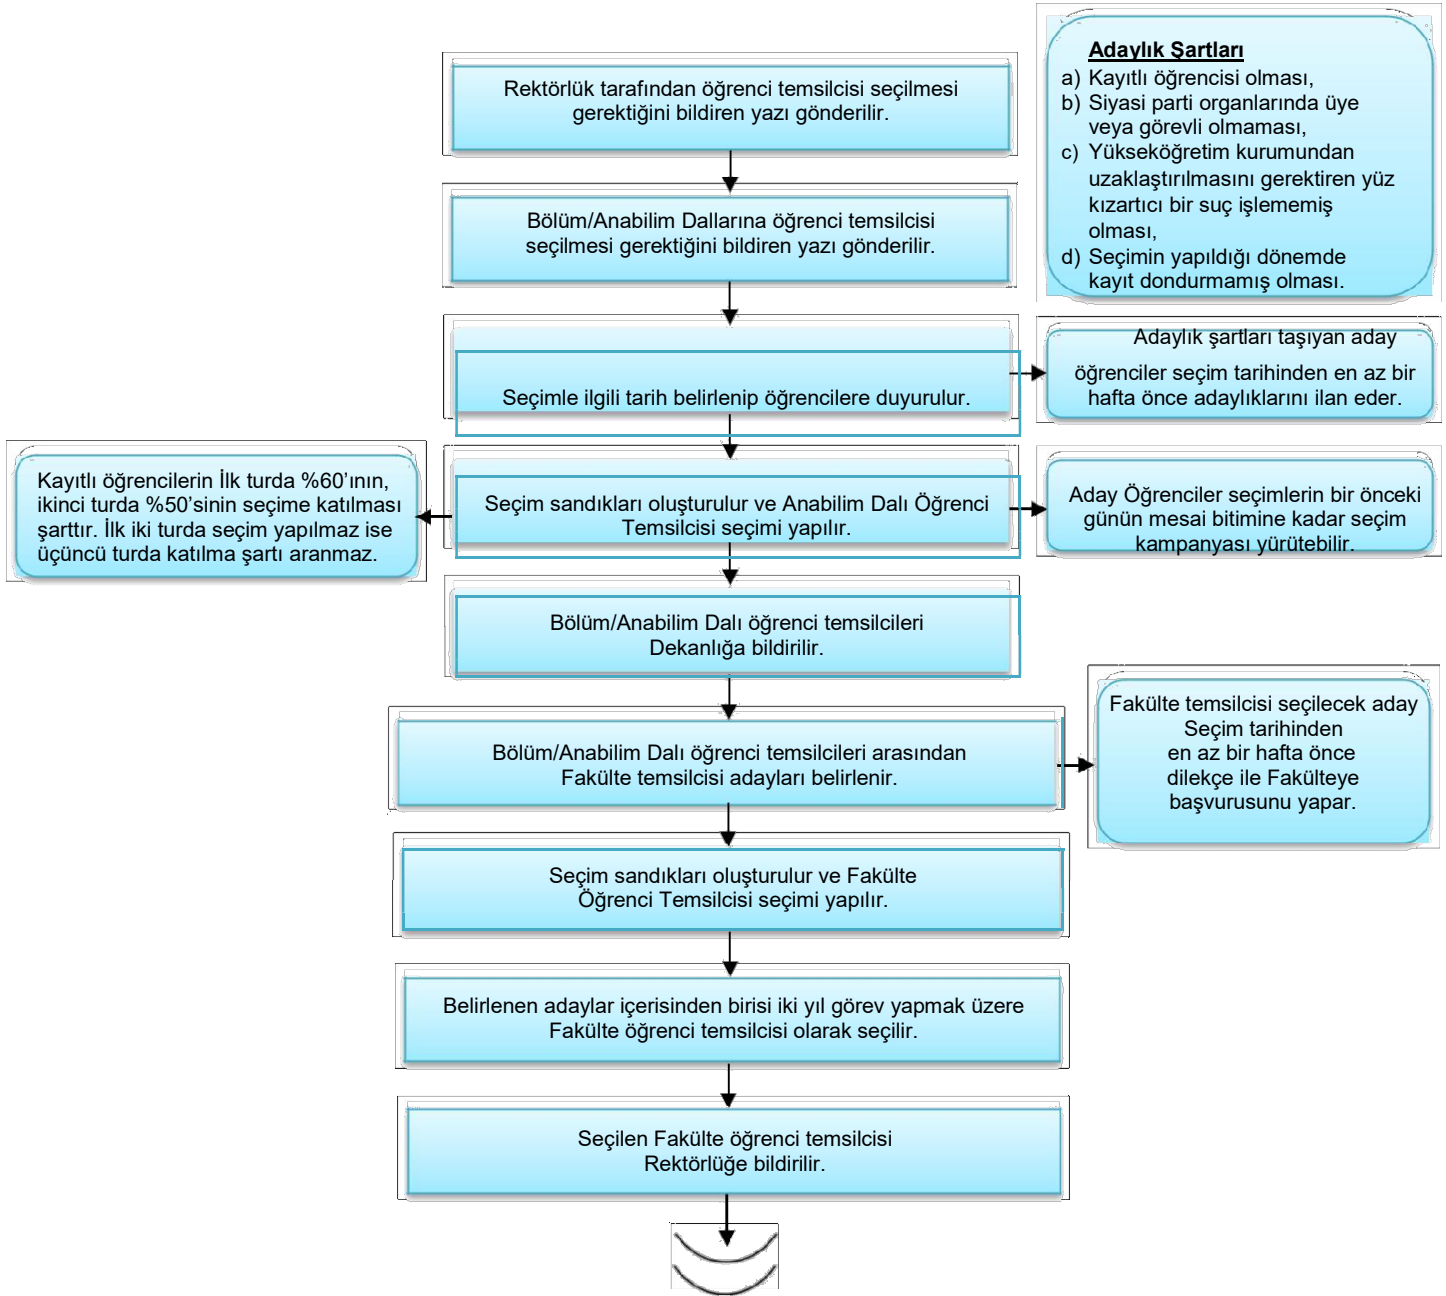 Adaylık Şartları
a) Kayıtlı öğrencisi olması,
b) Siyasi parti organlarında üye
veya görevli olmaması,
c) Yükseköğretim kurumundan
uzaklaştırılmasını gerektiren yüz
kızartıcı bir suç işlememiş
olması,
d) Seçimin yapıldığı dönemde
kayıt dondurmamış olması.
Rektörlük tarafından öğrenci temsilcisi seçilmesi
gerektiğini bildiren yazı gönderilir.
Bölüm/Anabilim Dallarına öğrenci temsilcisi
seçilmesi gerektiğini bildiren yazı gönderilir.
Seçimle ilgili tarih belirlenip öğrencilere duyurulur.
Adaylık şartları taşıyan aday
öğrenciler seçim tarihinden en az bir
hafta önce adaylıklarını ilan eder.
Kayıtlı öğrencilerin İlk turda %60’ının,
ikinci turda %50’sinin seçime katılması
şarttır. İlk iki turda seçim yapılmaz ise
üçüncü turda katılma şartı aranmaz.
Seçim sandıkları oluşturulur ve Anabilim Dalı Öğrenci
Temsilcisi seçimi yapılır.
Aday Öğrenciler seçimlerin bir önceki
günün mesai bitimine kadar seçim
kampanyası yürütebilir.
Bölüm/Anabilim Dalı öğrenci temsilcileri
Dekanlığa bildirilir.
Bölüm/Anabilim Dalı öğrenci temsilcileri arasından
Fakülte temsilcisi adayları belirlenir.
Fakülte temsilcisi seçilecek aday
Seçim tarihinden
en az bir hafta önce
dilekçe ile Fakülteye
başvurusunu yapar.
Seçim sandıkları oluşturulur ve Fakülte
Öğrenci Temsilcisi seçimi yapılır.
Belirlenen adaylar içerisinden birisi iki yıl görev yapmak üzere
Fakülte öğrenci temsilcisi olarak seçilir.
Seçilen Fakülte öğrenci temsilcisi
Rektörlüğe bildirilir.